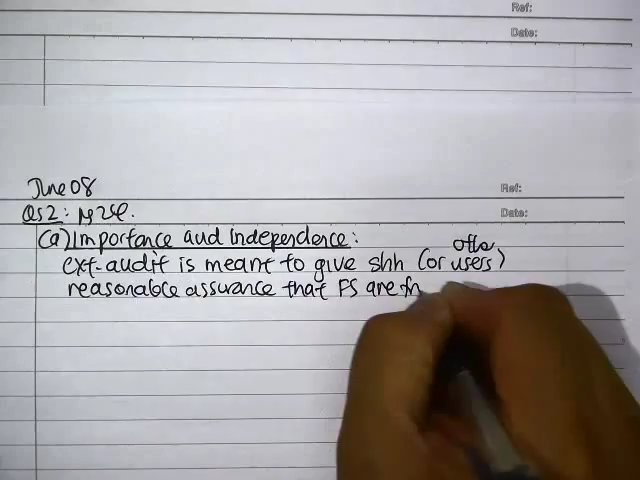 Ref:
Date:
June 08
Ref:
Qs2:
Date:
(a) Importance and independence:
ext-audit is meant to give shh (or other users)
reasonable assurance that FS are